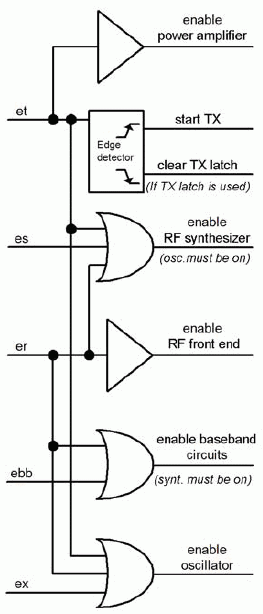 enable
power amplifier
et
start TX
Edge
detector
clear TX latch
(If TX latch is used)
enable
RF synthesizer
es
(osc.must be on)
enable
er
RF front end
enable baseband
circuits
ebb
(synt. must be on)
enable
oscillator
ex